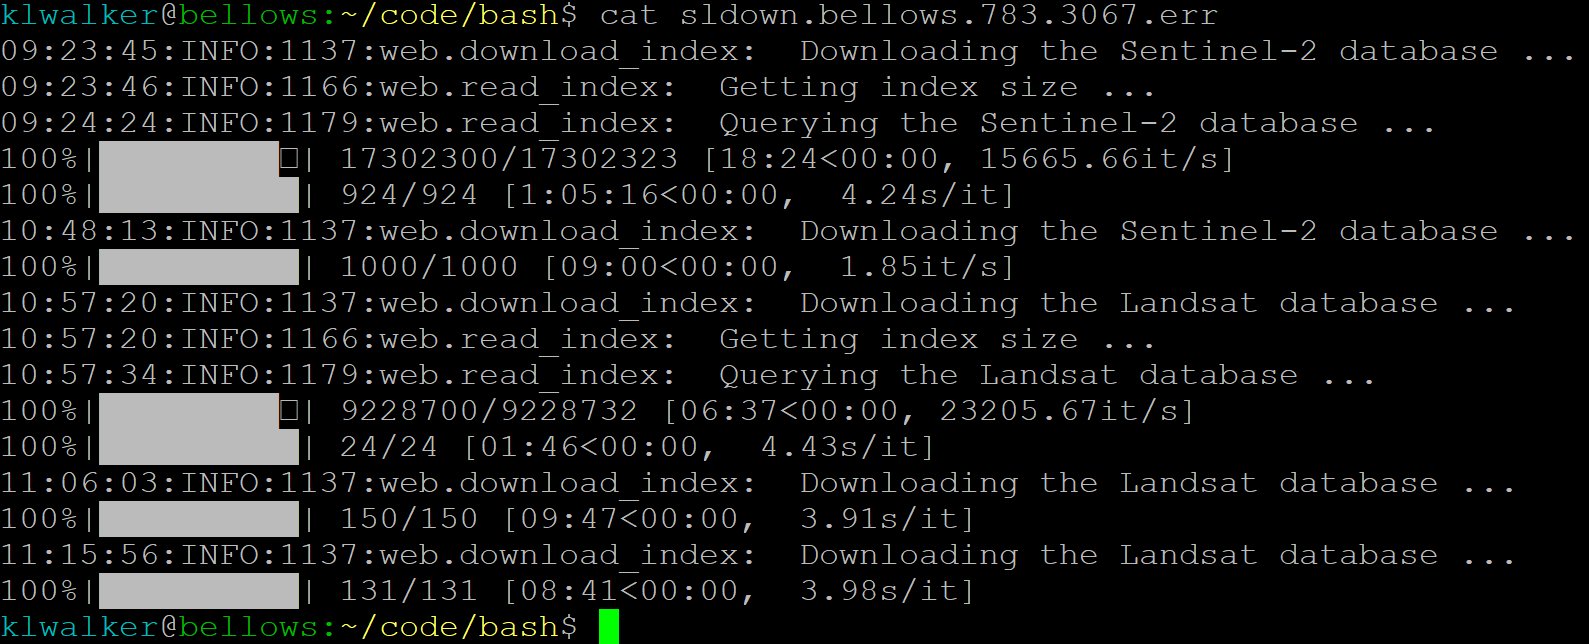 klwalker@bellows:~/code/bash$ cat sldown.bellows.783.3067.err
09:23:45:INFO:1137:web.download_index:  Downloading the Sentinel-2 database ...
09:23:46:INFO:1166:web.read_index:  Getting index size ...
09:24:24:INFO:1179:web.read_index:  Querying the Sentinel-2 database ...
100%|█████████▉| 17302300/17302323 [18:24<00:00, 15665.66it/s]
100%|██████████| 924/924 [1:05:16<00:00,  4.24s/it]
10:48:13:INFO:1137:web.download_index:  Downloading the Sentinel-2 database ...
100%|██████████| 1000/1000 [09:00<00:00,  1.85it/s]
10:57:20:INFO:1137:web.download_index:  Downloading the Landsat database ...
10:57:20:INFO:1166:web.read_index:  Getting index size ...
10:57:34:INFO:1179:web.read_index:  Querying the Landsat database ...
100%|█████████▉| 9228700/9228732 [06:37<00:00, 23205.67it/s]
100%|██████████| 24/24 [01:46<00:00,  4.43s/it]
11:06:03:INFO:1137:web.download_index:  Downloading the Landsat database ...
100%|██████████| 150/150 [09:47<00:00,  3.91s/it]
11:15:56:INFO:1137:web.download_index:  Downloading the Landsat database ...
100%|██████████| 131/131 [08:41<00:00,  3.98s/it]
klwalker@bellows:~/code/bash$